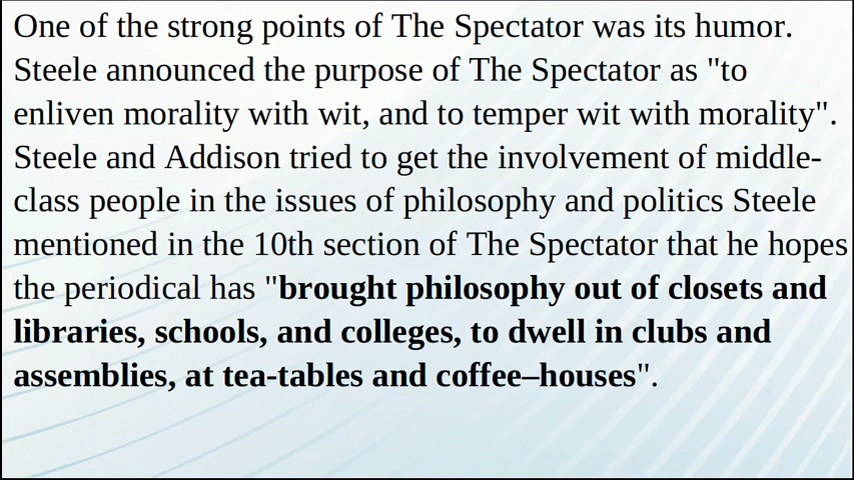 One of the strong points of The Spectator was its humor.
Steele announced the purpose of The Spectator as "to
enliven morality with wit, and to temper wit with morality".
Steele and Addison tried to get the involvement of middle-
class people in the issues of philosophy and politics Steele
mentioned in the 10th section of The Spectator that he hopes
the periodical has "brought philosophy out of closets and
libraries, schools, and colleges, to dwell in clubs and
assemblies, at tea-tables and coffee–houses".